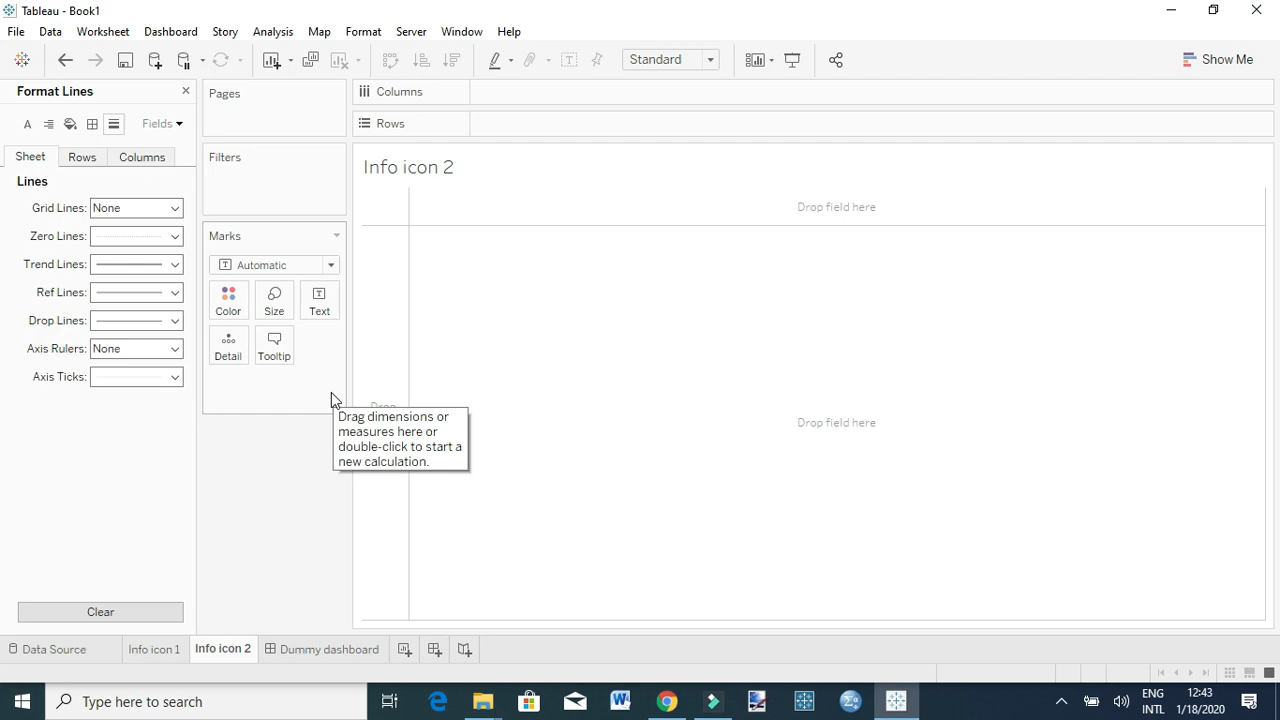 Tableau - Book1
File Data Worksheet Dashboard Story Analysis Map Format Server Window Help
Standard
Show Me
Format Lines
Fields
Sheet Rows Columns
Lines
Grid Lines: None
Zero Lines:
Trend Lines:
Ref Lines:
Drop Lines:
Axis Rulers: None
Axis Ticks:
Clear
Pages
Filters
Marks
Automatic
Color Size Text
Detail Tooltip
Columns
Rows
Info icon 2
Drop field here
Drop
Drop field here
Drag dimensions or
measures here or
double-click to start a
new calculation.
Data Source Info icon 1 Info icon 2 Dummy dashboard
Type here to search
ENG
INTL
12:43
1/18/2020